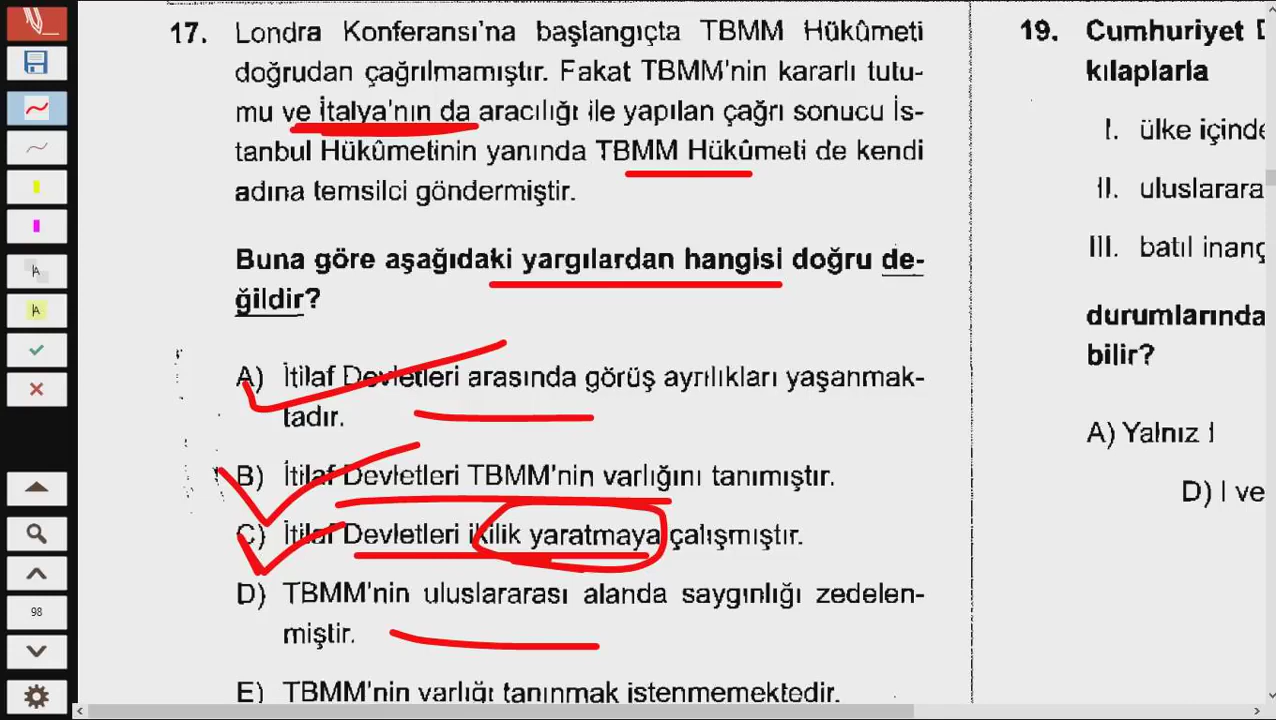 17. Londra Konferansı'na başlangıçta TBMM Hükûmeti
doğrudan çağrılmamıştır. Fakat TBMM'nin kararlı tutu-
mu ve İtalya'nın da aracılığı ile yapılan çağrı sonucu İs-
tanbul Hükûmetinin yanında TBMM Hükûmeti de kendi
adına temsilci göndermiştir.
Buna göre aşağıdaki yargılardan hangisi doğru de-
ğildir?
A) İtilaf Devletleri arasında görüş ayrılıkları yaşanmak-
tadır.
B) İtilaf Devletleri TBMM'nin varlığını tanımıştır.
C) İtilaf Devletleri ikilik yaratmaya çalışmıştır.
D) TBMM'nin uluslararası alanda saygınlığı zedelen-
miştir.
E) TBMM'nin varlığı tanınmak istenmemektedir.
19. Cumhuriyet
kılaplarla
I. ülke içinde
II. uluslarara
III. batıl inanç
durumlarında
bilir?
A) Yalnız I
D) I ve
98